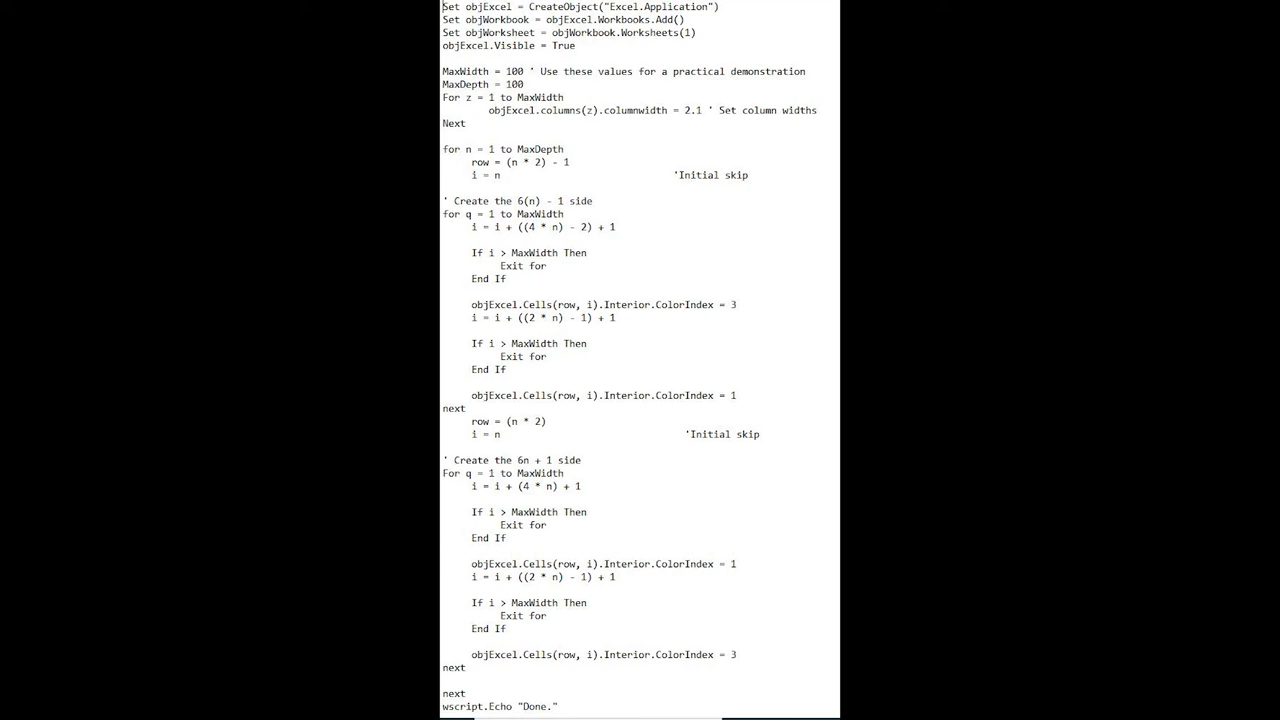 Set objExcel = CreateObject("Excel.Application")
Set objWorkbook = objExcel.Workbooks.Add()
Set objWorksheet = objWorkbook.Worksheets(1)
objExcel.Visible = True
MaxWidth = 100 ' Use these values for a practical demonstration
MaxDepth = 100
For z = 1 to MaxWidth
objExcel.columns(z).columnwidth = 2.1 ' Set column widths
Next
for n = 1 to MaxDepth
row = (n * 2) - 1
i = n 'Initial skip
' Create the 6(n) - 1 side
for q = 1 to MaxWidth
i = i + ((4 * n) - 2) + 1
If i > MaxWidth Then
Exit for
End If
objExcel.Cells(row, i).Interior.ColorIndex = 3
i = i + ((2 * n) - 1) + 1
If i > MaxWidth Then
Exit for
End If
objExcel.Cells(row, i).Interior.ColorIndex = 1
next
row = (n * 2)
i = n 'Initial skip
' Create the 6n + 1 side
For q = 1 to MaxWidth
i = i + (4 * n) + 1
If i > MaxWidth Then
Exit for
End If
objExcel.Cells(row, i).Interior.ColorIndex = 1
i = i + ((2 * n) - 1) + 1
If i > MaxWidth Then
Exit for
End If
objExcel.Cells(row, i).Interior.ColorIndex = 3
next
next
wscript.Echo "Done."